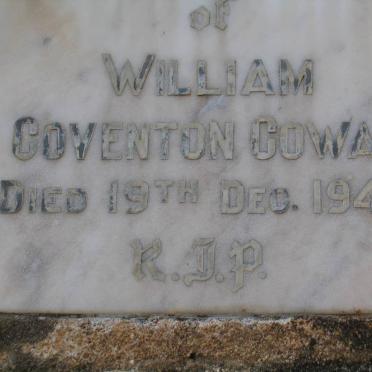 of
WILLIAM
COVENTON COWA
DIED 19TH DEC. 194
R.I.P.